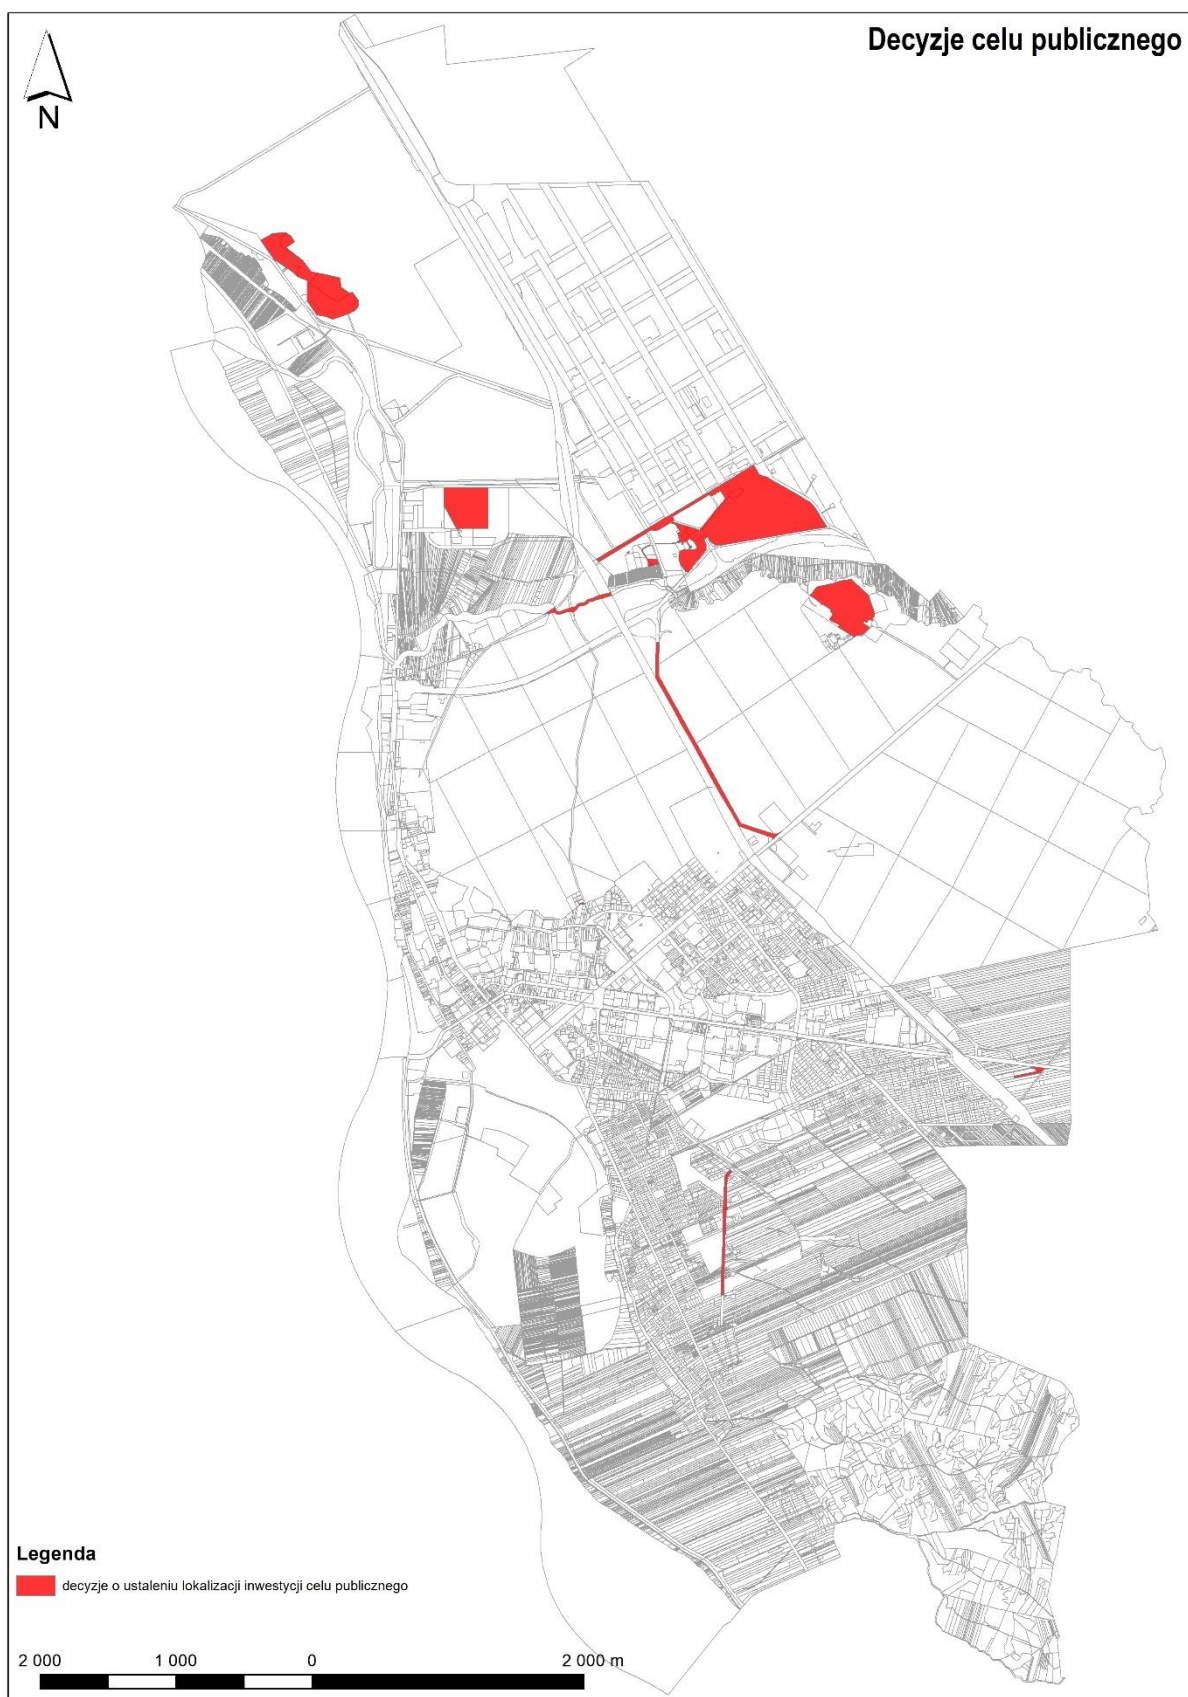 Decyzje celu publicznego
N
Legenda
decyzje o ustaleniu lokalizacji inwestycji celu publicznego
2 000 1 000 0 2 000 m